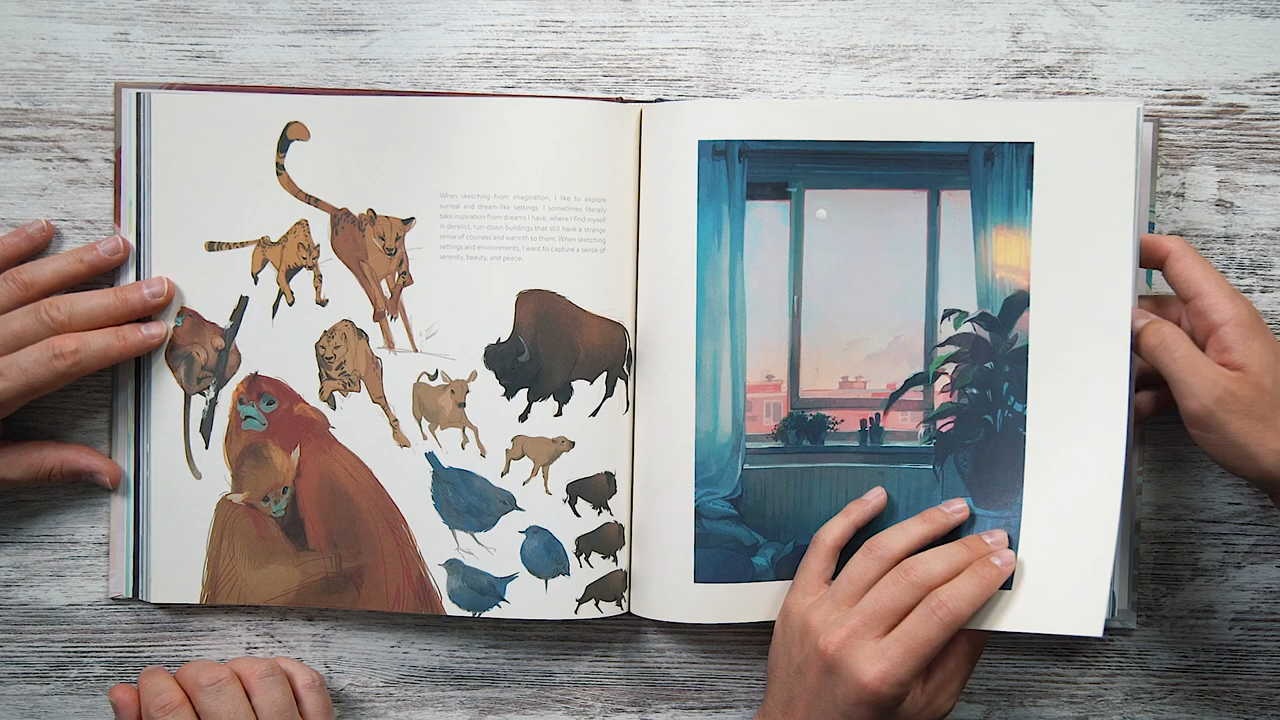 When sketching from imagination, I like to explore
surreal and dream-like settings. I sometimes literally
take inspiration from dreams I have; where I find myself
in derelict, run down buildings that still have a strange
sense of cosiness and warmth to them. When sketching
settings and environments; I want to capture a sense of
serenity, beauty, and peace.